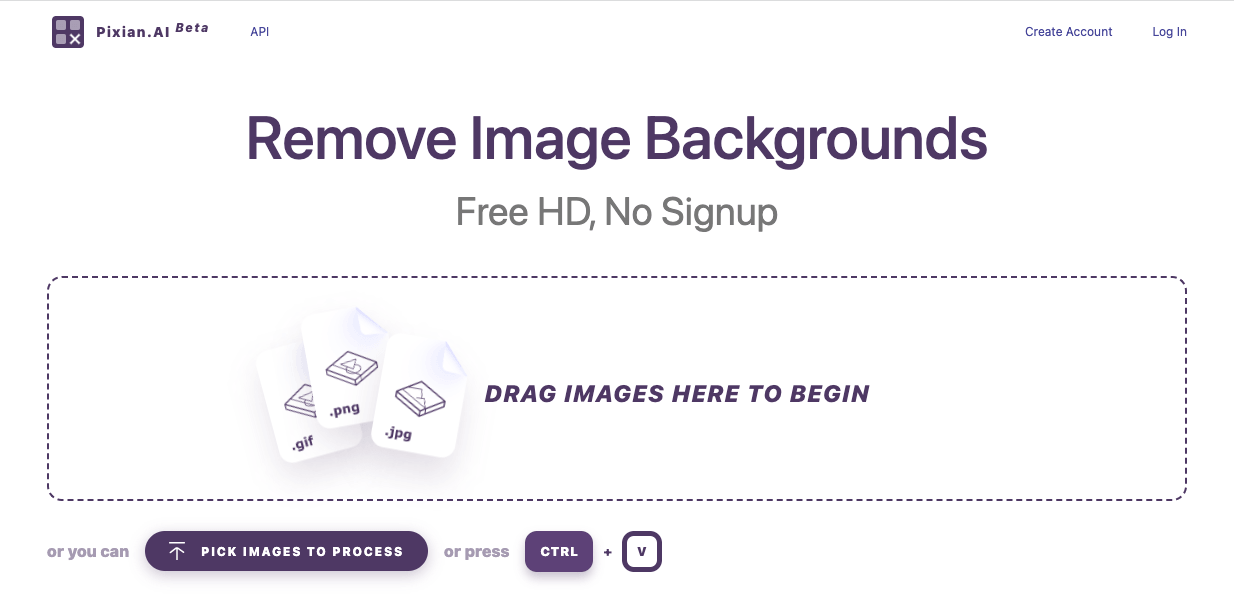 Pixian.AI Beta API Create Account Log In
Remove Image Backgrounds
Free HD, No Signup
.gif .png .jpg
DRAG IMAGES HERE TO BEGIN
or you can PICK IMAGES TO PROCESS or press CTRL + V